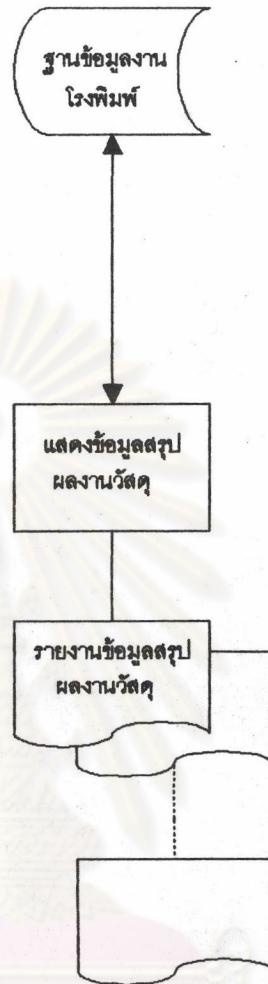 ฐานข้อมูลงาน
โรงพิมพ์
แสดงข้อมูลสรุป
ผลงานวัสดุ
รายงานข้อมูลสรุป
ผลงานวัสดุ